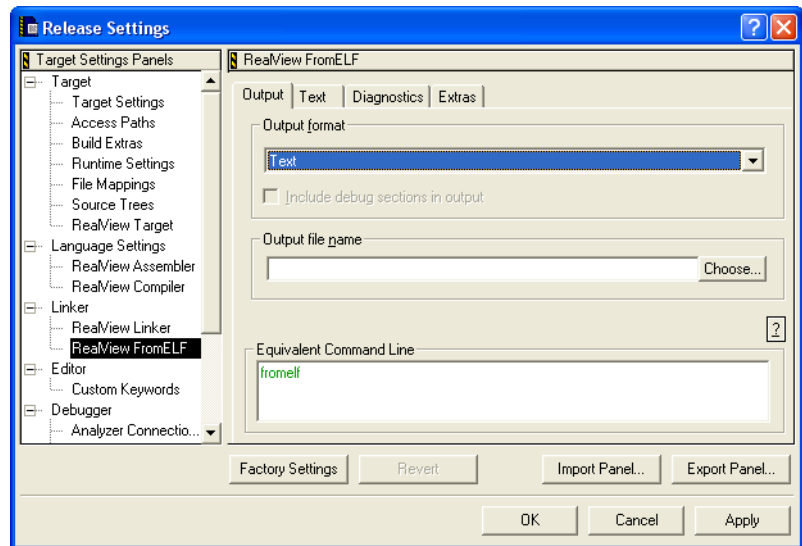 Release Settings
Target Settings Panels
Target
Target Settings
Access Paths
Build Extras
Runtime Settings
File Mappings
Source Trees
RealView Target
Language Settings
RealView Assembler
RealView Compiler
Linker
RealView Linker
RealView FromELF
Editor
Custom Keywords
Debugger
Analyzer Connectio...
RealView FromELF
Output Text Diagnostics Extras
Output format
Text
Include debug sections in output
Output file name
Choose...
?
Equivalent Command Line
fromelf
Factory Settings Revert Import Panel... Export Panel...
OK Cancel Apply